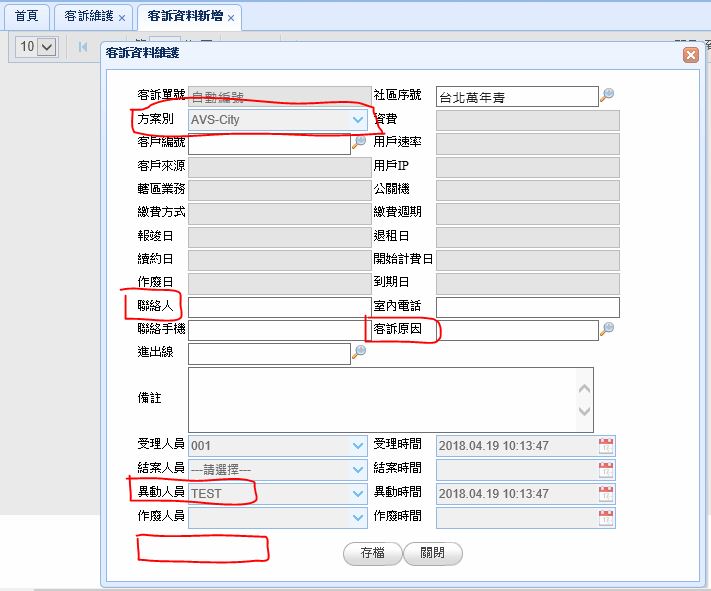 首頁 客訴維護 × 客訴資料新增 ×
10
客訴資料維護
客訴單號 自動編號 社區序號 台北萬年青
方案別 AVS-City 資費
客戶編號 用戶速率
客戶來源 用戶IP
轄區業務 公關機
繳費方式 繳費週期
報竣日 退租日
續約日 開始計費日
作廢日 到期日
聯絡人 室內電話
聯絡手機 客訴原因
進出線
備註
受理人員 001 受理時間 2018.04.19 10:13:47
結案人員 ---請選擇--- 結案時間
異動人員 TEST 異動時間 2018.04.19 10:13:47
作廢人員 作廢時間
存檔 關閉